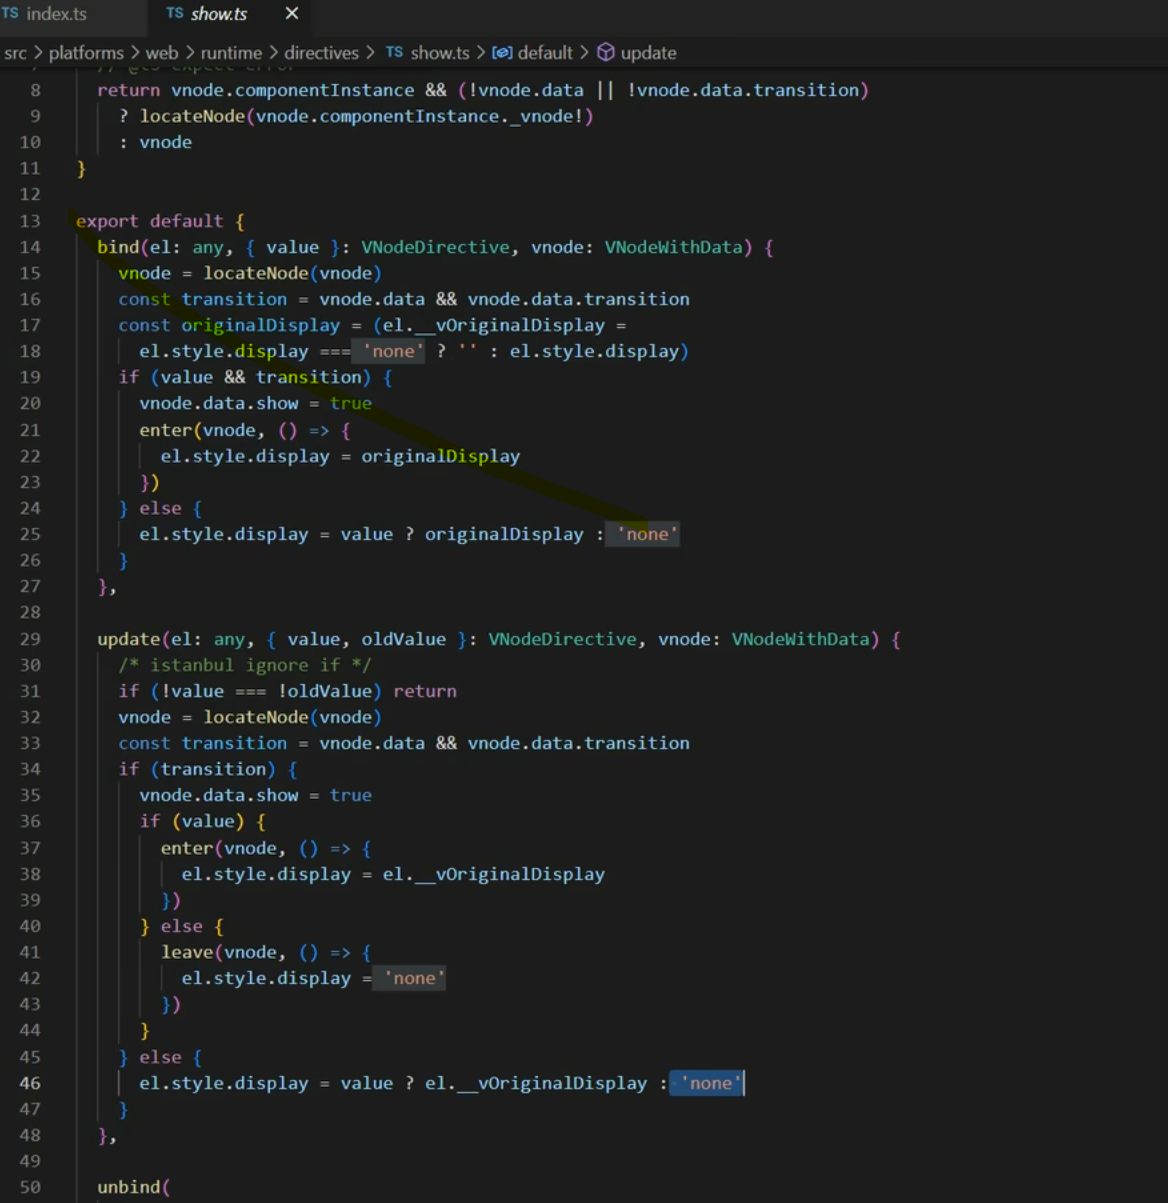 TS index.ts
TS show.ts ×
src > platforms > web > runtime > directives > TS show.ts > default > update
8 return vnode.componentInstance && (!vnode.data || !vnode.data.transition)
9 ? locateNode(vnode.componentInstance._vnode!)
10 : vnode
11 }
12
13 export default {
14 bind(el: any, { value }: VNodeDirective, vnode: VNodeWithData) {
15 vnode = locateNode(vnode)
16 const transition = vnode.data && vnode.data.transition
17 const originalDisplay = (el.__vOriginalDisplay =
18 el.style.display === 'none' ? '' : el.style.display)
19 if (value && transition) {
20 vnode.data.show = true
21 enter(vnode, () => {
22 el.style.display = originalDisplay
23 })
24 } else {
25 el.style.display = value ? originalDisplay : 'none'
26 }
27 },
28
29 update(el: any, { value, oldValue }: VNodeDirective, vnode: VNodeWithData) {
30 /* istanbul ignore if */
31 if (!value === !oldValue) return
32 vnode = locateNode(vnode)
33 const transition = vnode.data && vnode.data.transition
34 if (transition) {
35 vnode.data.show = true
36 if (value) {
37 enter(vnode, () => {
38 el.style.display = el.__vOriginalDisplay
39 })
40 } else {
41 leave(vnode, () => {
42 el.style.display = 'none'
43 })
44 }
45 } else {
46 el.style.display = value ? el.__vOriginalDisplay : 'none'
47 }
48 },
49
50 unbind(